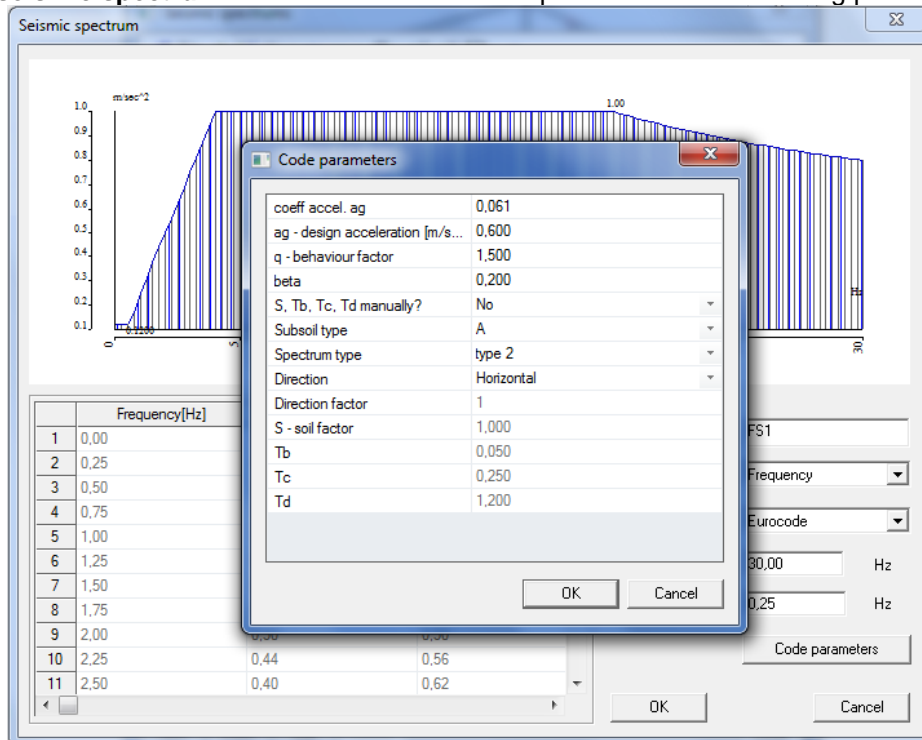 Seismic spectrum
m/sec^2
1.0
0.9
0.8
0.7
0.6
0.5
0.4
0.3
0.2
0.1
1.00
Hz
0
30
Code parameters
coeff accel. ag 0,061
ag - design acceleration [m/s... 0,600
q - behaviour factor 1,500
beta 0,200
S, Tb, Tc, Td manually? No
Subsoil type A
Spectrum type type 2
Direction Horizontal
Direction factor 1
S - soil factor 1,000
Tb 0,050
Tc 0,250
Td 1,200
OK Cancel
Frequency[Hz]
1 0,00
2 0,25
3 0,50
4 0,75
5 1,00
6 1,25
7 1,50
8 1,75
9 2,00
10 2,25 0,44 0,56
11 2,50 0,40 0,62
FS1
Frequency
Eurocode
30,00 Hz
0,25 Hz
Code parameters
OK Cancel